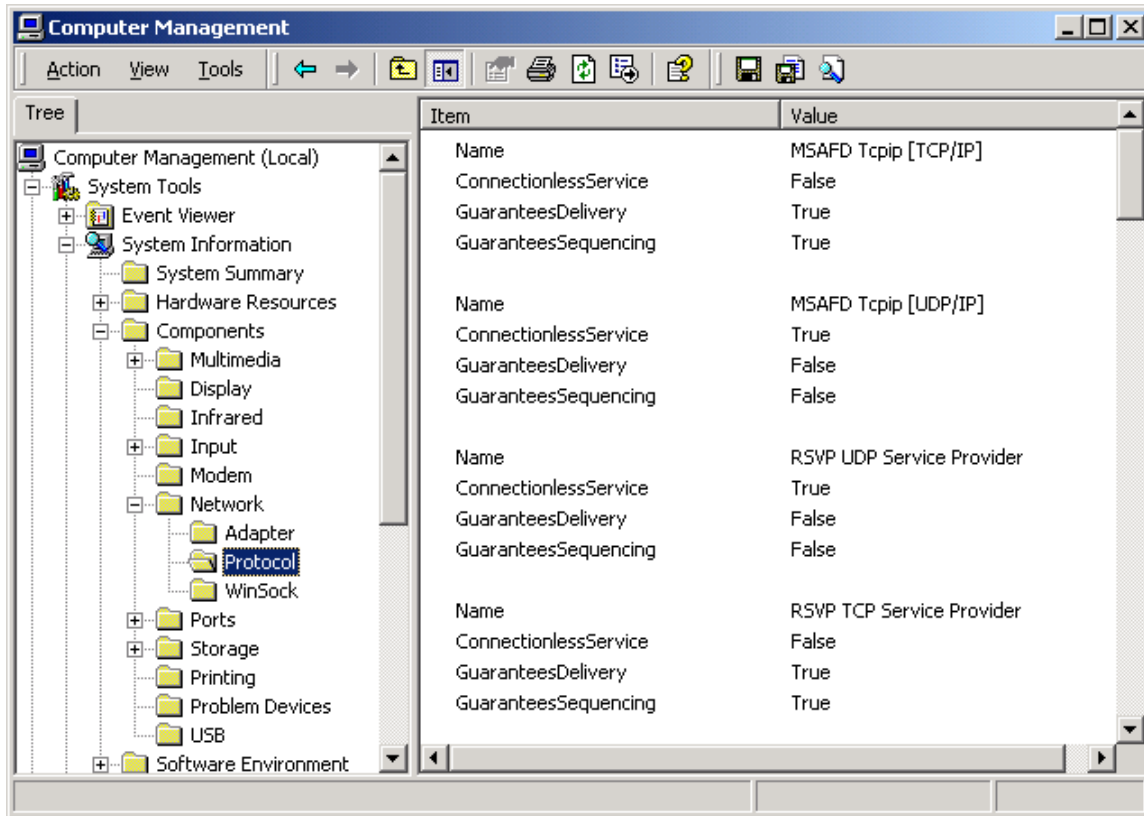 Computer Management
Action View Tools
Tree
Computer Management (Local)
System Tools
Event Viewer
System Information
System Summary
Hardware Resources
Components
Multimedia
Display
Infrared
Input
Modem
Network
Adapter
Protocol
WinSock
Ports
Storage
Printing
Problem Devices
USB
Software Environment
Item Value
Name MSAFD Tcpip [TCP/IP]
ConnectionlessService False
GuaranteesDelivery True
GuaranteesSequencing True
Name MSAFD Tcpip [UDP/IP]
ConnectionlessService True
GuaranteesDelivery False
GuaranteesSequencing False
Name RSVP UDP Service Provider
ConnectionlessService True
GuaranteesDelivery False
GuaranteesSequencing False
Name RSVP TCP Service Provider
ConnectionlessService False
GuaranteesDelivery True
GuaranteesSequencing True